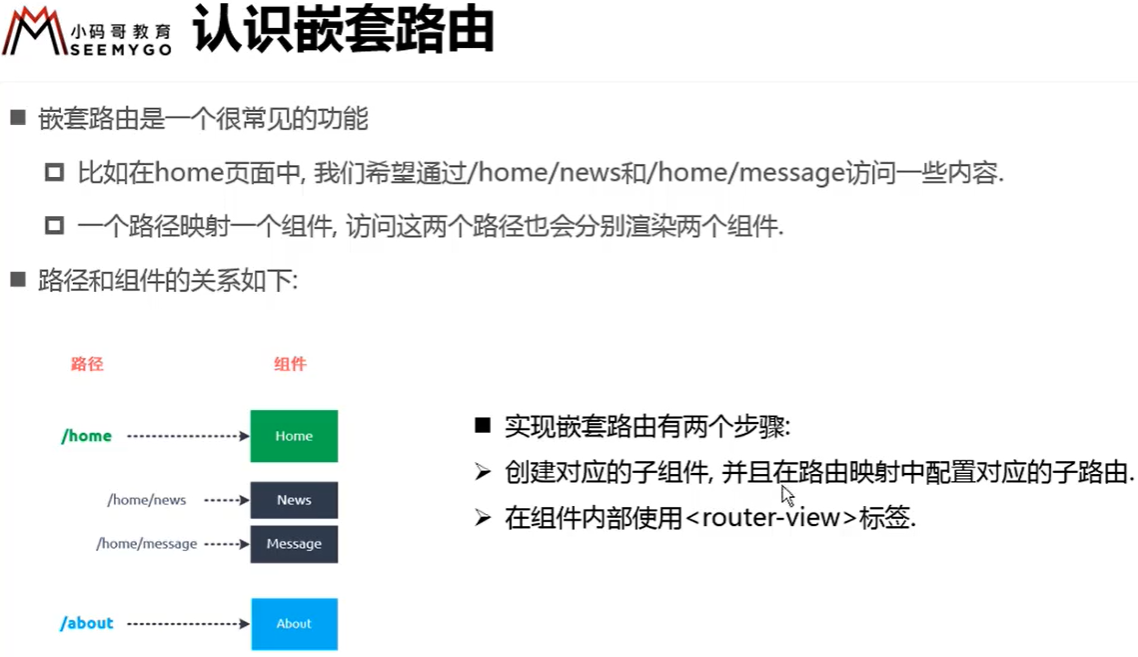 小码哥教育
SEEMYGO
认识嵌套路由
嵌套路由是一个很常见的功能
比如在home页面中, 我们希望通过/home/news和/home/message访问一些内容.
一个路径映射一个组件, 访问这两个路径也会分别渲染两个组件.
路径和组件的关系如下:
路径 组件
/home Home
/home/news News
/home/message Message
/about About
实现嵌套路由有两个步骤:
创建对应的子组件, 并且在路由映射中配置对应的子路由.
在组件内部使用<router-view>标签.